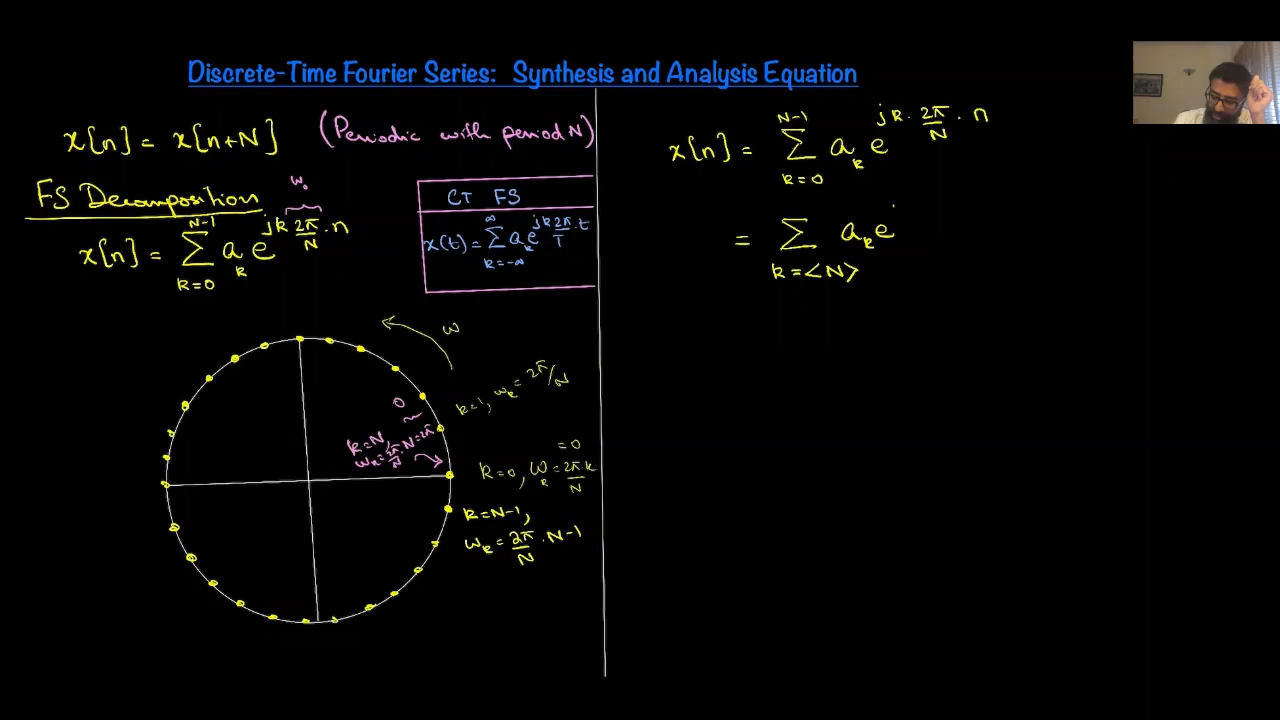 Discrete-Time Fourier Series: Synthesis and Analysis Equation
x[n] = x[n+N] (Periodic with period N)
FS Decomposition
ω₀
x[n] = Σ_{k=0}^{N-1} a_k e^{jk 2π/N · n}
CT FS
x(t) = Σ_{k=-∞}^{∞} a_k e^{jk 2π/T · t}
ω
k=1, ω_k = 2π/N
0
k=N,
ω_k = 2π/N · N = 2π
= 0
k=0, ω_k = 2π·k/N
k=N-1,
ω_k = 2π/N · N-1
x[n] = Σ_{k=0}^{N-1} a_k e^{jk · 2π/N · n}
= Σ_{k=<N>} a_k e^{j